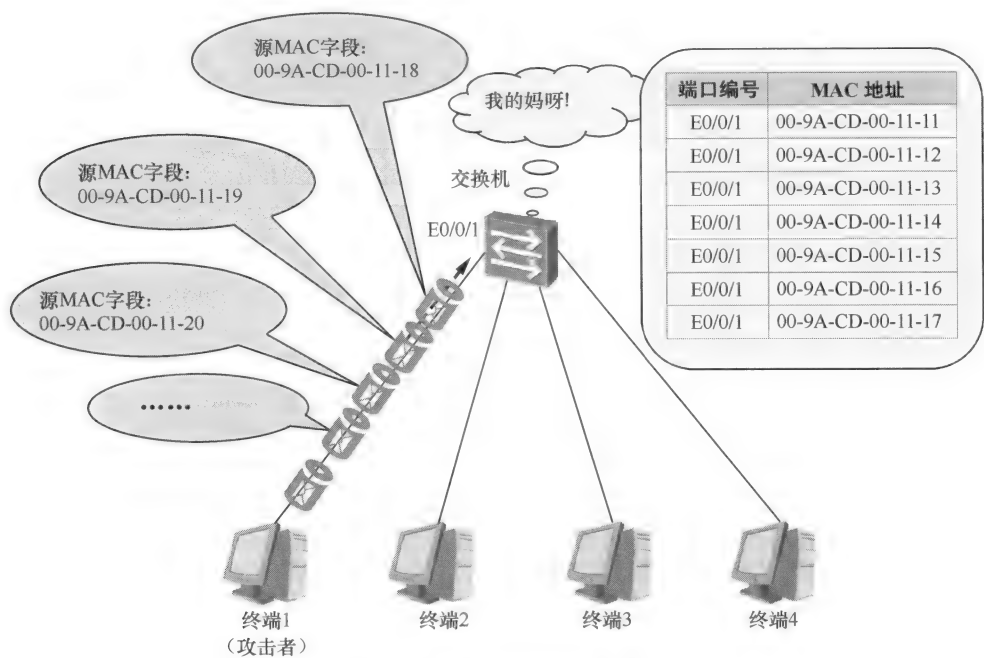 源MAC字段：
00-9A-CD-00-11-18
源MAC字段：
00-9A-CD-00-11-19
源MAC字段：
00-9A-CD-00-11-20
••••••
我的妈呀!
交换机
E0/0/1
端口编号 MAC 地址
E0/0/1 00-9A-CD-00-11-11
E0/0/1 00-9A-CD-00-11-12
E0/0/1 00-9A-CD-00-11-13
E0/0/1 00-9A-CD-00-11-14
E0/0/1 00-9A-CD-00-11-15
E0/0/1 00-9A-CD-00-11-16
E0/0/1 00-9A-CD-00-11-17
终端1
（攻击者）
终端2
终端3
终端4